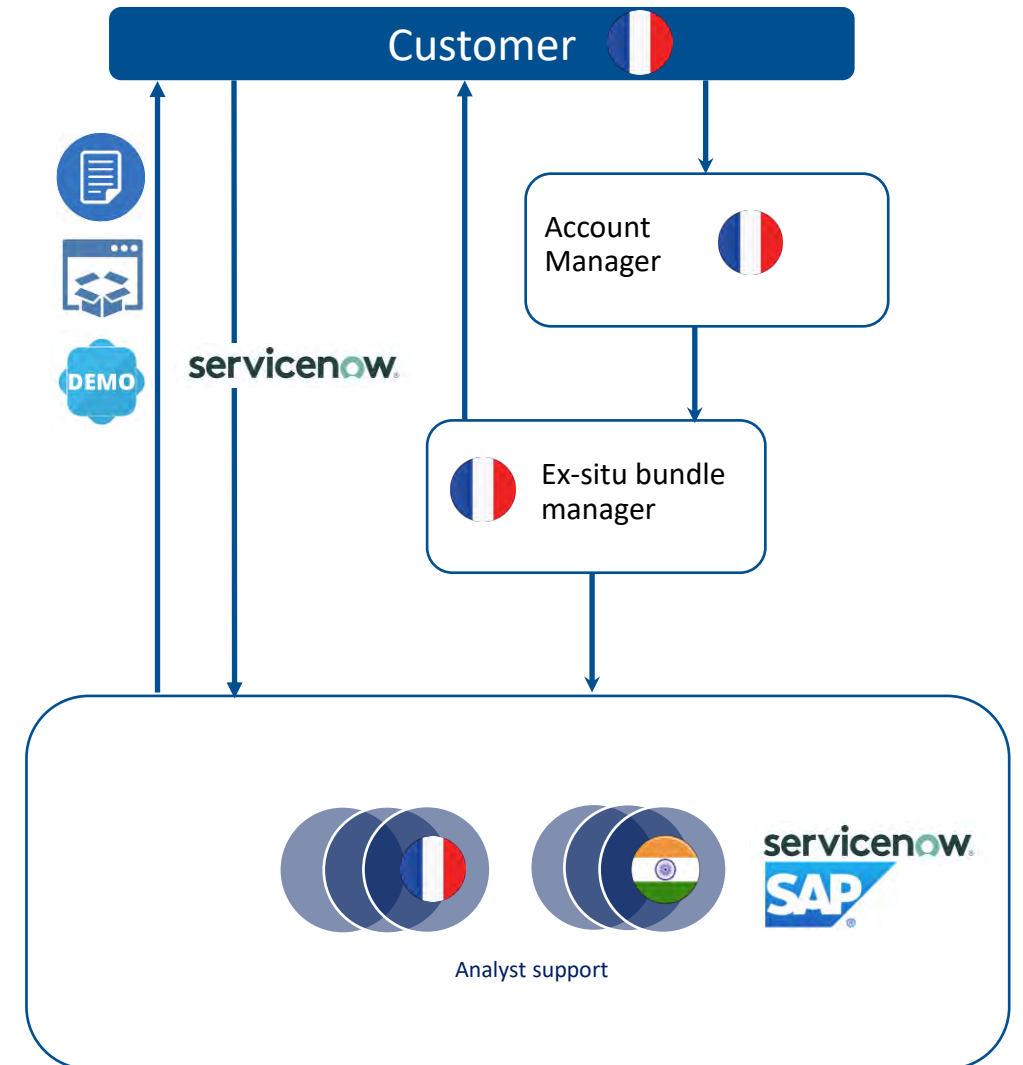 Customer
Account
Manager
DEMO
servicenow.
Ex-situ bundle
manager
servicenow.
SAP
®
Analyst support